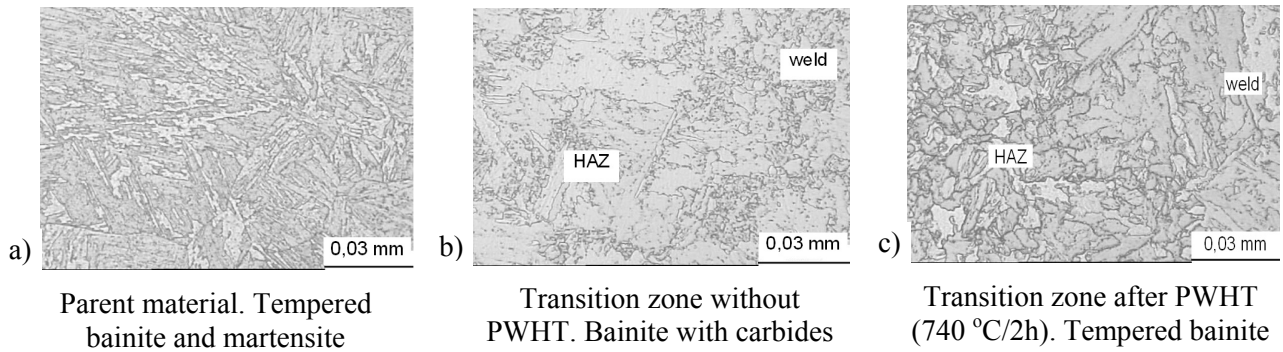 a)
0,03 mm
Parent material. Tempered
bainite and martensite
b)
weld
HAZ
0,03 mm
Transition zone without
PWHT. Bainite with carbides
c)
weld
HAZ
0,03 mm
Transition zone after PWHT
(740 °C/2h). Tempered bainite